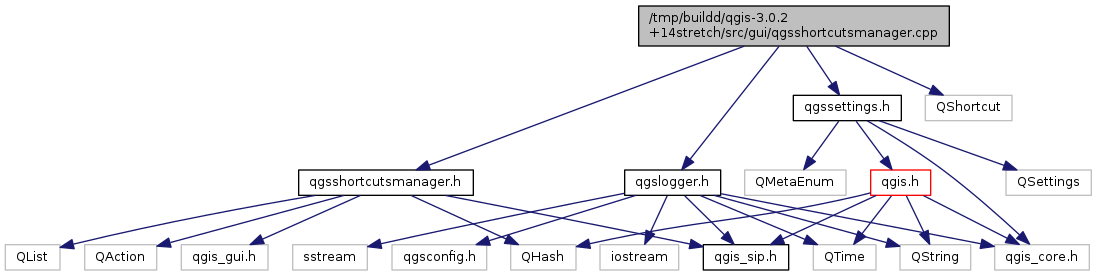 /tmp/buildd/qgis-3.0.2
+14stretch/src/gui/qgsshortcutsmanager.cpp
qgssettings.h
QShortcut
qgsshortcutsmanager.h
qgslogger.h
QMetaEnum
qgis.h
QSettings
QList
QAction
qgis_gui.h
sstream
qgsconfig.h
QHash
iostream
qgis_sip.h
QTime
QString
qgis_core.h